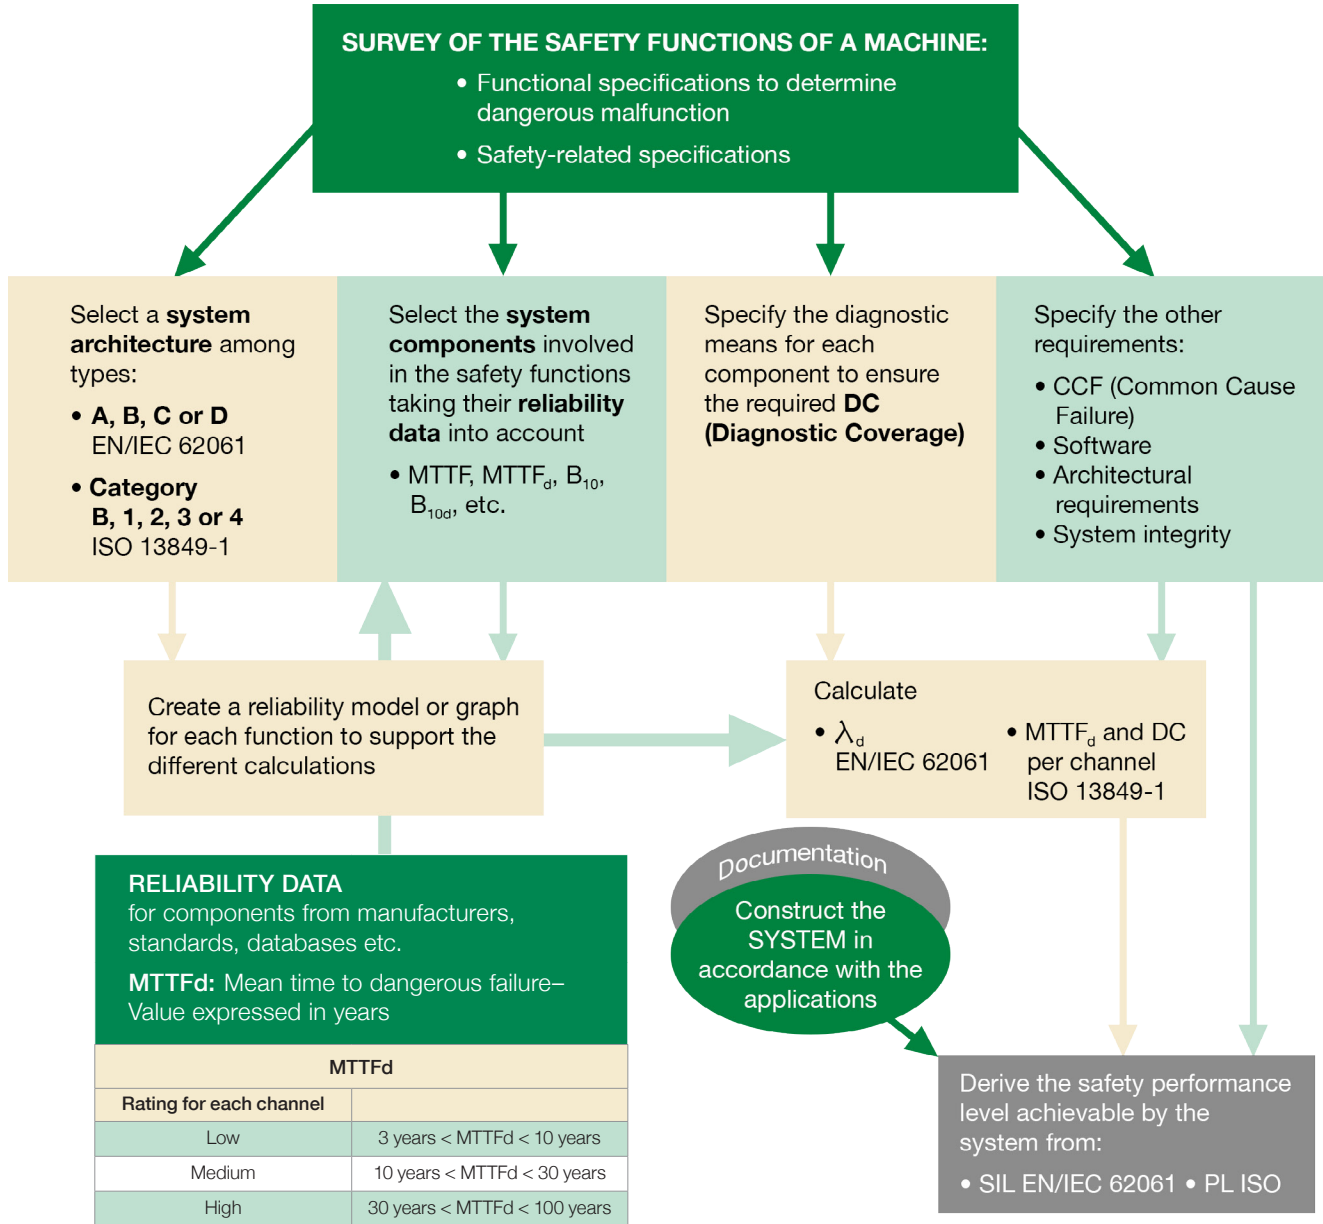 SURVEY OF THE SAFETY FUNCTIONS OF A MACHINE:
• Functional specifications to determine
dangerous malfunction
• Safety-related specifications
Select a system
architecture among
types:
• A, B, C or D
EN/IEC 62061
• Category
B, 1, 2, 3 or 4
ISO 13849-1
Select the system
components involved
in the safety functions
taking their reliability
data into account
• MTTF, MTTFd, B10,
B10d, etc.
Specify the diagnostic
means for each
component to ensure
the required DC
(Diagnostic Coverage)
Specify the other
requirements:
• CCF (Common Cause
Failure)
• Software
• Architectural
requirements
• System integrity
Create a reliability model or graph
for each function to support the
different calculations
Calculate
• λd
EN/IEC 62061
• MTTFd and DC
per channel
ISO 13849-1
RELIABILITY DATA
for components from manufacturers,
standards, databases etc.
MTTFd: Mean time to dangerous failure–
Value expressed in years
MTTFd
Rating for each channel
Low 3 years < MTTFd < 10 years
Medium 10 years < MTTFd < 30 years
High 30 years < MTTFd < 100 years
Documentation
Construct the
SYSTEM in
accordance with the
applications
Derive the safety performance
level achievable by the
system from:
• SIL EN/IEC 62061 • PL ISO